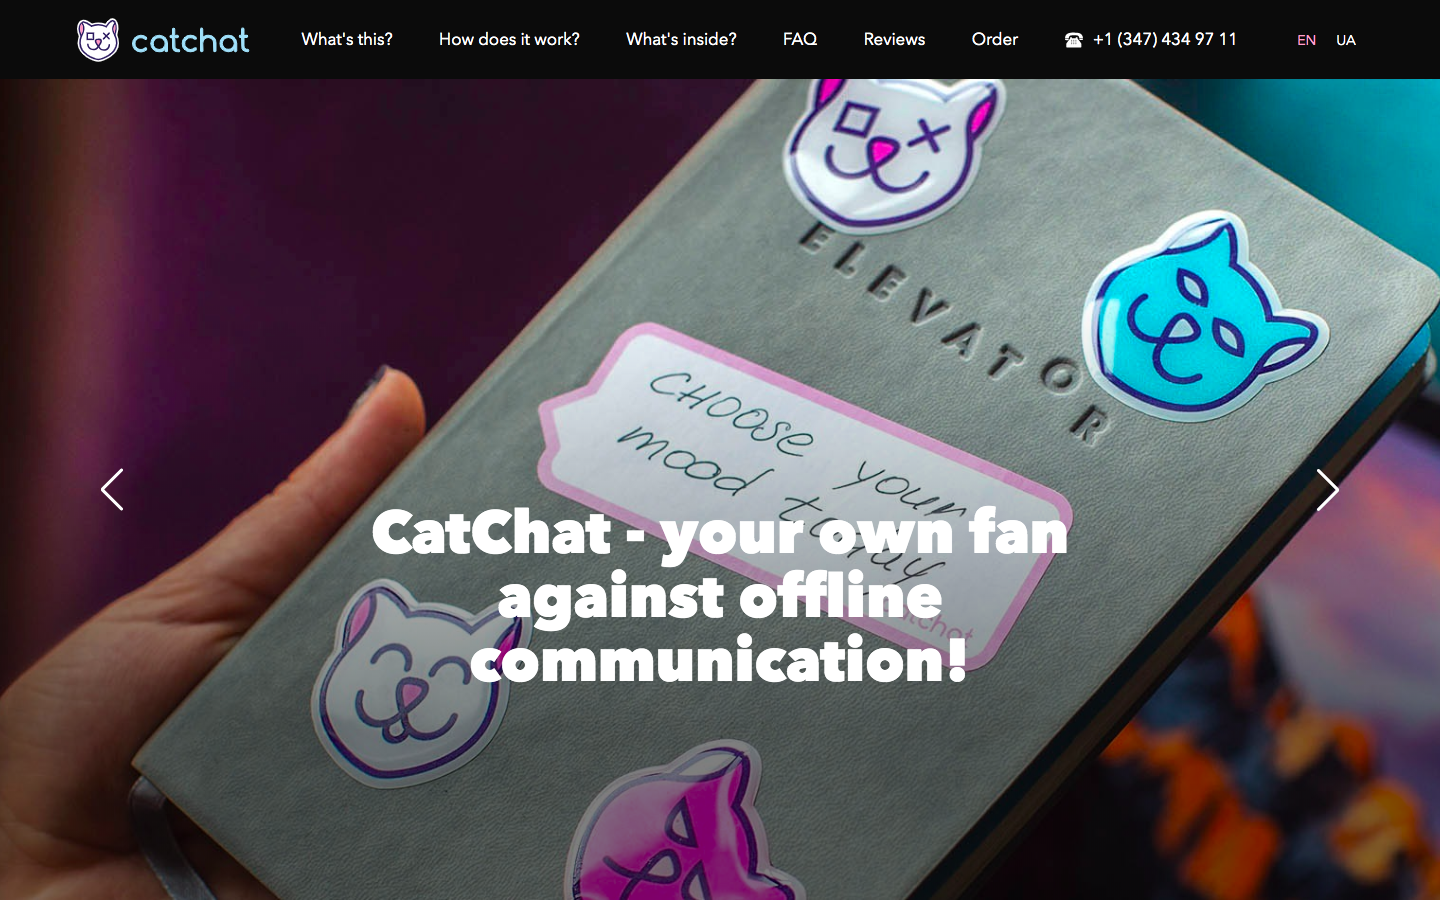 catchat
What's this?
How does it work?
What's inside?
FAQ
Reviews
Order
+1 (347) 434 97 11
EN
UA
ELEVATOR
CHOOSE your
mood today
catchat
CatChat - your own fan
against offline
communication!